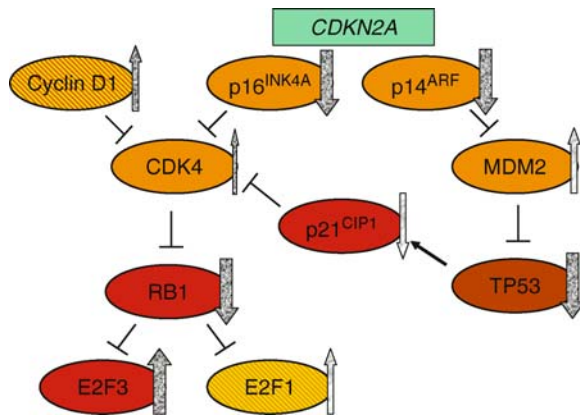 CDKN2A
Cyclin D1
p16INK4A
p14ARF
CDK4
MDM2
p21CIP1
RB1
TP53
E2F3
E2F1